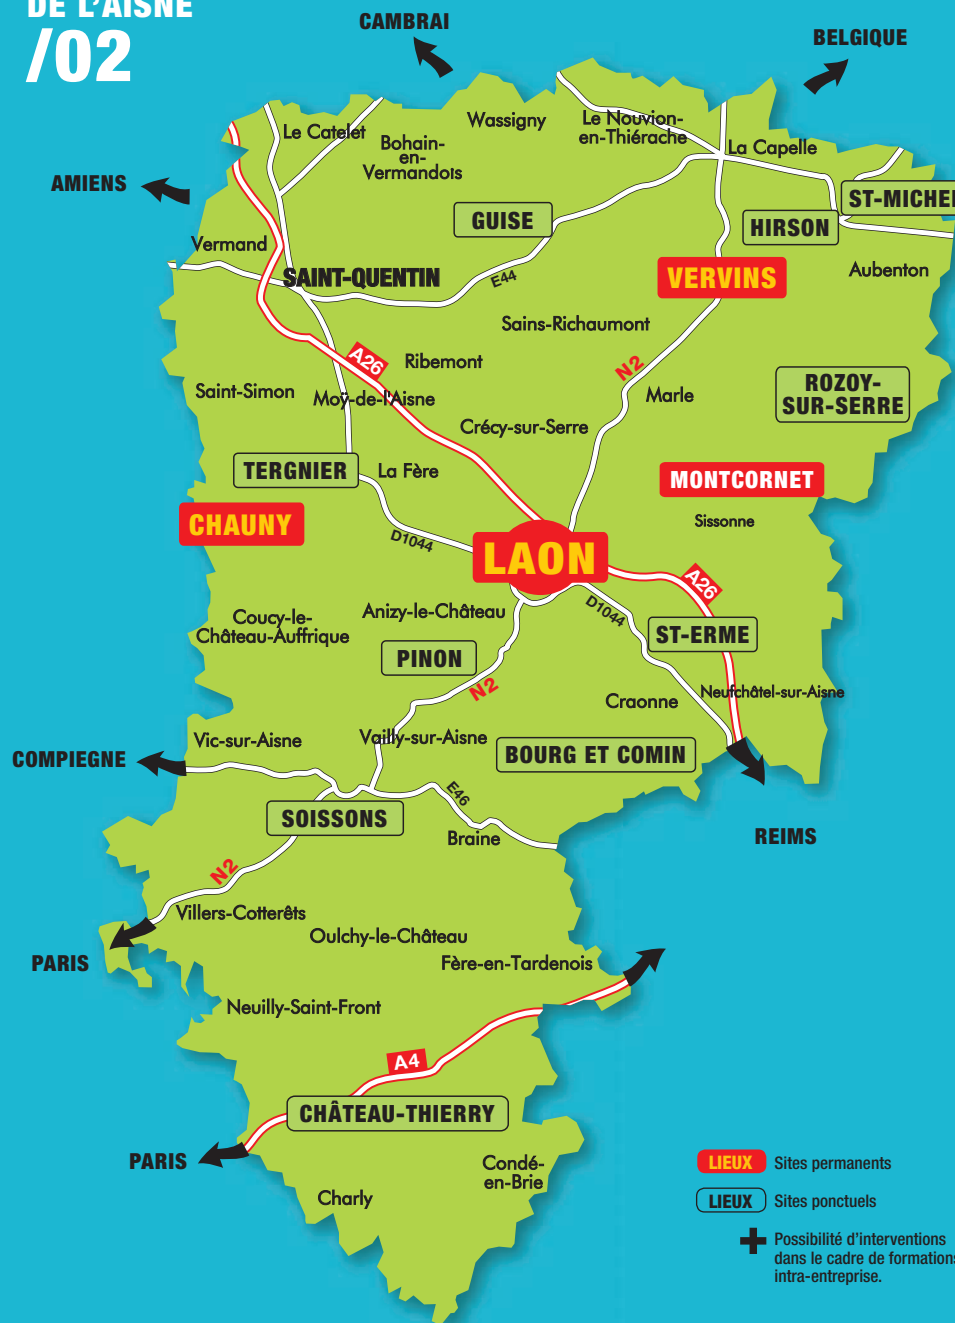 DE L'AISNE
/02
CAMBRAI
BELGIQUE
Le Catelet
Wassigny
Le Nouvion-
en-Thiérache
Bohain-
en-
Vermandois
La Capelle
AMIENS
ST-MICHEL
GUISE
HIRSON
Vermand
SAINT-QUENTIN
E44
VERVINS
Aubenton
Sains-Richaumont
A26
Ribemont
N2
Saint-Simon
Moÿ-de-l'Aisne
Marle
ROZOY-
SUR-SERRE
Crécy-sur-Serre
TERGNIER
La Fère
MONTCORNET
CHAUNY
Sissonne
D1044
LAON
A26
D1044
Coucy-le-
Château-Auffrique
Anizy-le-Château
ST-ERME
PINON
N2
Craonne
Neufchâtel-sur-Aisne
Vic-sur-Aisne
Vailly-sur-Aisne
COMPIEGNE
BOURG ET COMIN
E46
SOISSONS
Braine
REIMS
N2
Villers-Cotterêts
Oulchy-le-Château
PARIS
Fère-en-Tardenois
Neuilly-Saint-Front
A4
CHÂTEAU-THIERRY
PARIS
Condé-
en-Brie
Charly
LIEUX Sites permanents
LIEUX Sites ponctuels
Possibilité d'interventions
dans le cadre de formations
intra-entreprise.